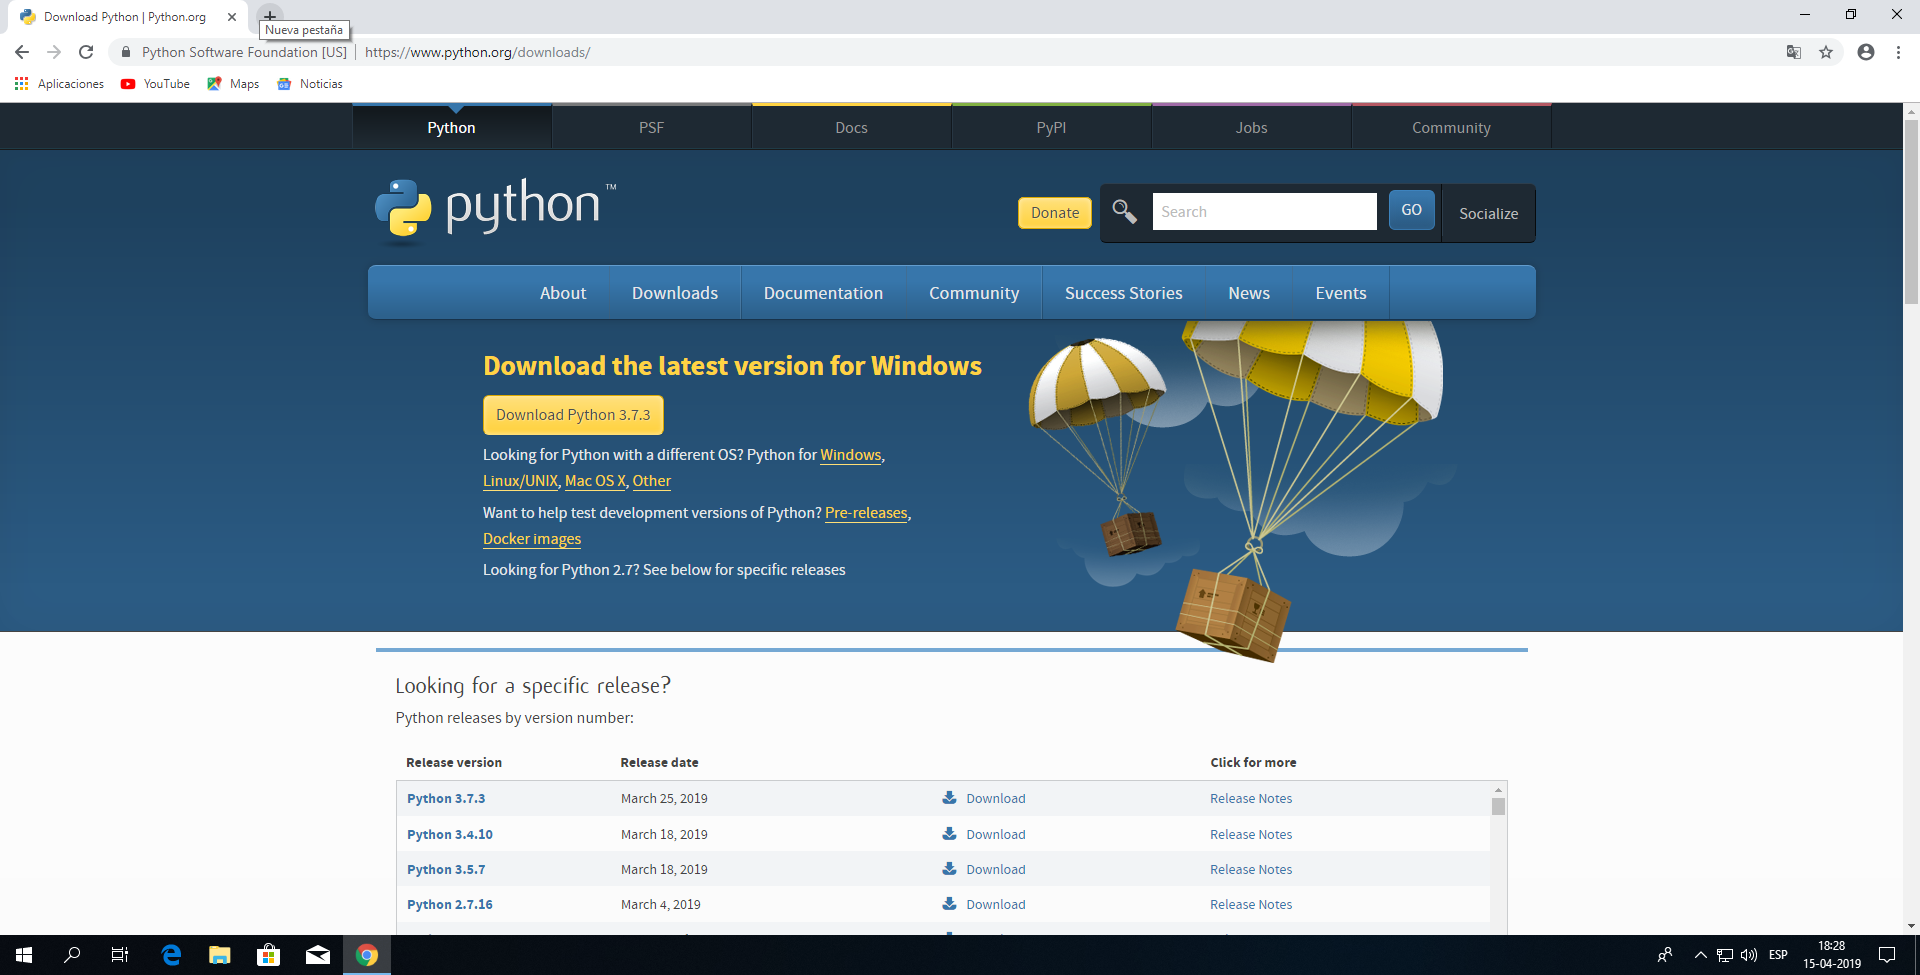 Download Python | Python.org
Nueva pestaña
Python Software Foundation [US] | https://www.python.org/downloads/
Aplicaciones YouTube Maps Noticias
Python PSF Docs PyPI Jobs Community
python™
Donate Search GO Socialize
About Downloads Documentation Community Success Stories News Events
Download the latest version for Windows
Download Python 3.7.3
Looking for Python with a different OS? Python for Windows,
Linux/UNIX, Mac OS X, Other
Want to help test development versions of Python? Pre-releases,
Docker images
Looking for Python 2.7? See below for specific releases
Looking for a specific release?
Python releases by version number:
Release version Release date Click for more
Python 3.7.3 March 25, 2019 Download Release Notes
Python 3.4.10 March 18, 2019 Download Release Notes
Python 3.5.7 March 18, 2019 Download Release Notes
Python 2.7.16 March 4, 2019 Download Release Notes
ESP
18:28
15-04-2019